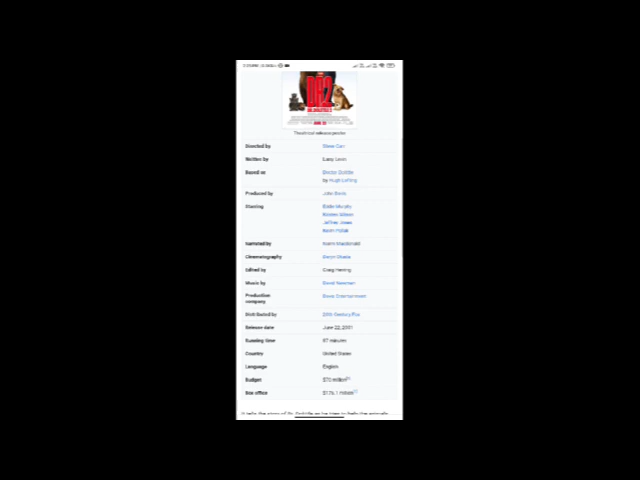 DR2
Theatrical release poster
Directed by Steve Carr
Written by Larry Levin
Based on Doctor Dolittle
by Hugh Lofting
Produced by John Davis
Starring Eddie Murphy
Kristen Wilson
Jeffrey Jones
Kevin Pollak
Narrated by Norm Macdonald
Cinematography Daryn Okada
Edited by Craig Herring
Music by David Newman
Production
company Davis Entertainment
Distributed by 20th Century Fox
Release date June 22, 2001
Running time 87 minutes
Country United States
Language English
Budget $70 million
Box office $176.1 million